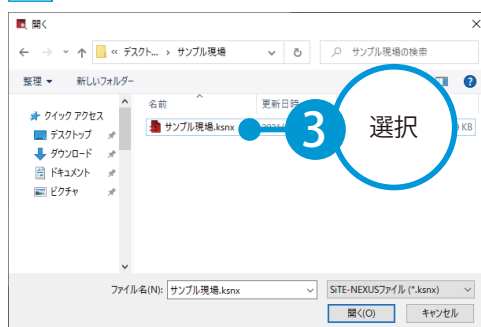 開く
« デスクト... › サンプル現場
サンプル現場の検索
整理
新しいフォルダー
名前
更新日時
クイック アクセス
デスクトップ
ダウンロード
ドキュメント
ピクチャ
サンプル現場.ksnx
KB
3
選択
ファイル名(N):
サンプル現場.ksnx
SiTE-NEXUSファイル (*.ksnx)
開く(O)
キャンセル